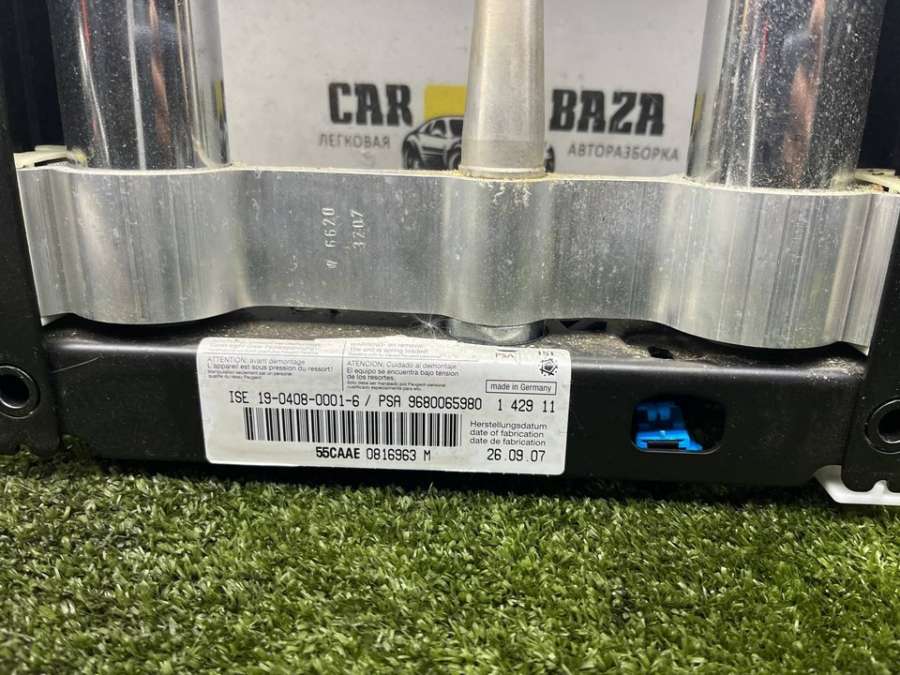 CAR BAZA
ЛЕГКОВАЯ АВТОРАЗБОРКА
6620
3207
ATTENTION: avant demontage
L'appareil est sous pression du ressort!
ATENCION: Cuidado al demontaje.
El equipo se encuentra bajo tension
de los resortes.
made in Germany
ISE 19-0408-0001-6 / PSA 9680065980 1 429 11
Herstellungsdatum
date of fabrication
date de fabrication
55CAAE 0816963 M 26.09.07